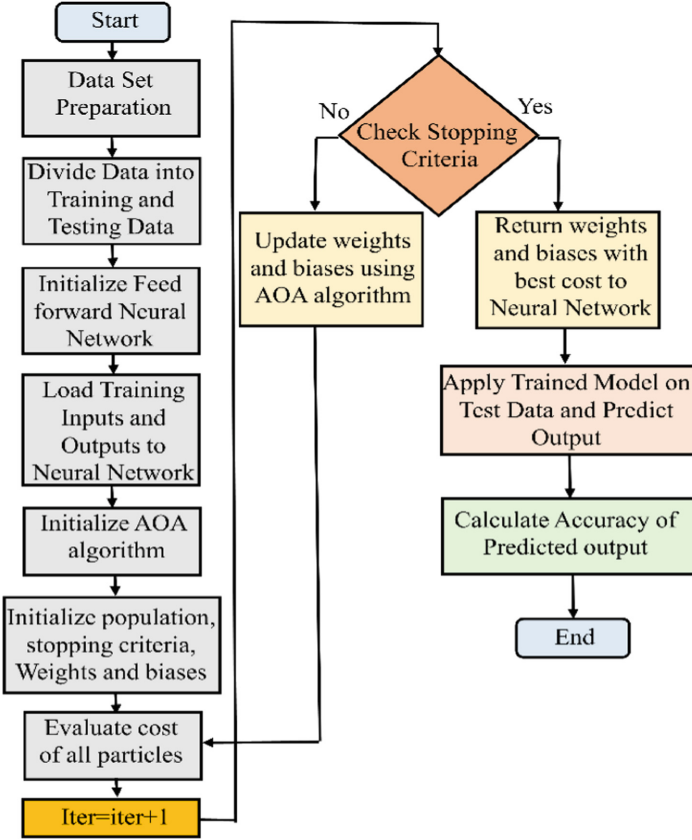 Start
Data Set
Preparation
Divide Data into
Training and
Testing Data
Initialize Feed
forward Neural
Network
Load Training
Inputs and
Outputs to
Neural Network
Initialize AOA
algorithm
Initialize population,
stopping criteria,
Weights and biases
Evaluate cost
of all particles
Iter=iter+1
Check Stopping
Criteria
No
Yes
Update weights
and biases using
AOA algorithm
Return weights
and biases with
best cost to
Neural Network
Apply Trained Model on
Test Data and Predict
Output
Calculate Accuracy of
Predicted output
End